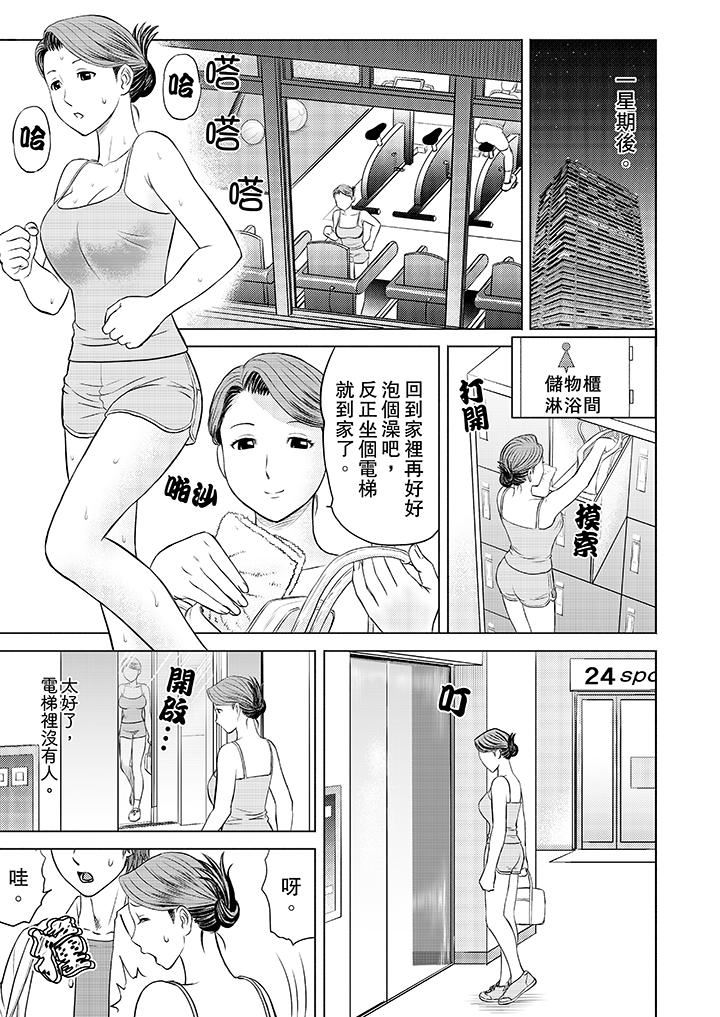 一星期後。
嗒
嗒
嗒
哈
哈
儲物櫃
淋浴間
打開
摸索
回到家裡再好好
泡個澡吧，
反正坐個電梯
就到家了。
啪沙
24 spo
叮
開啟…
太好了，
電梯裡沒有人。
呀。
哇。